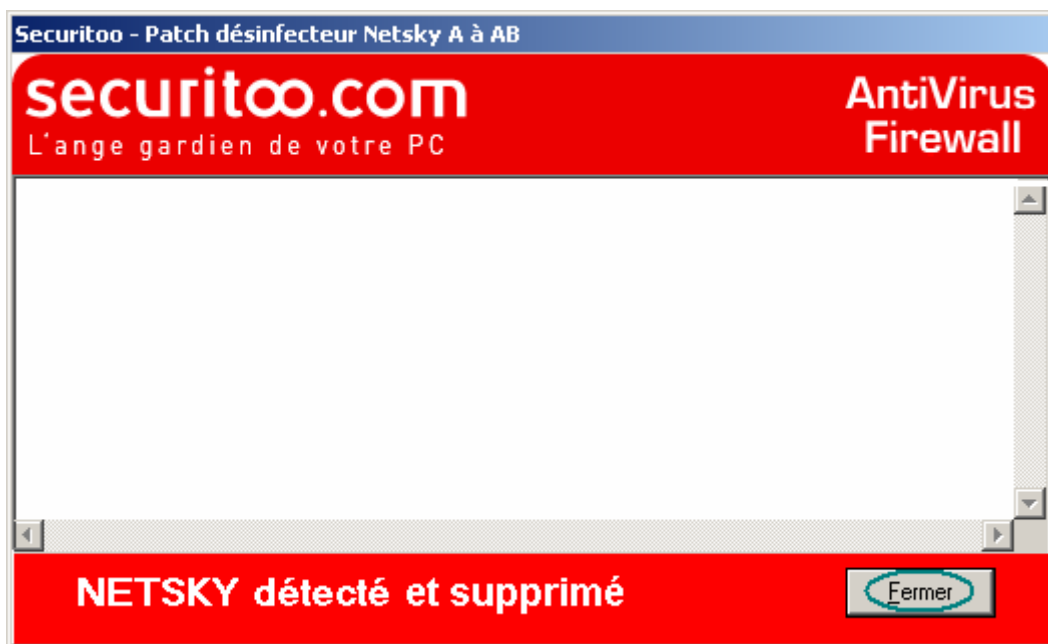 Securitoo - Patch désinfecteur Netsky A à AB
securitoo.com
L'ange gardien de votre PC
AntiVirus
Firewall
NETSKY détecté et supprimé
Fermer